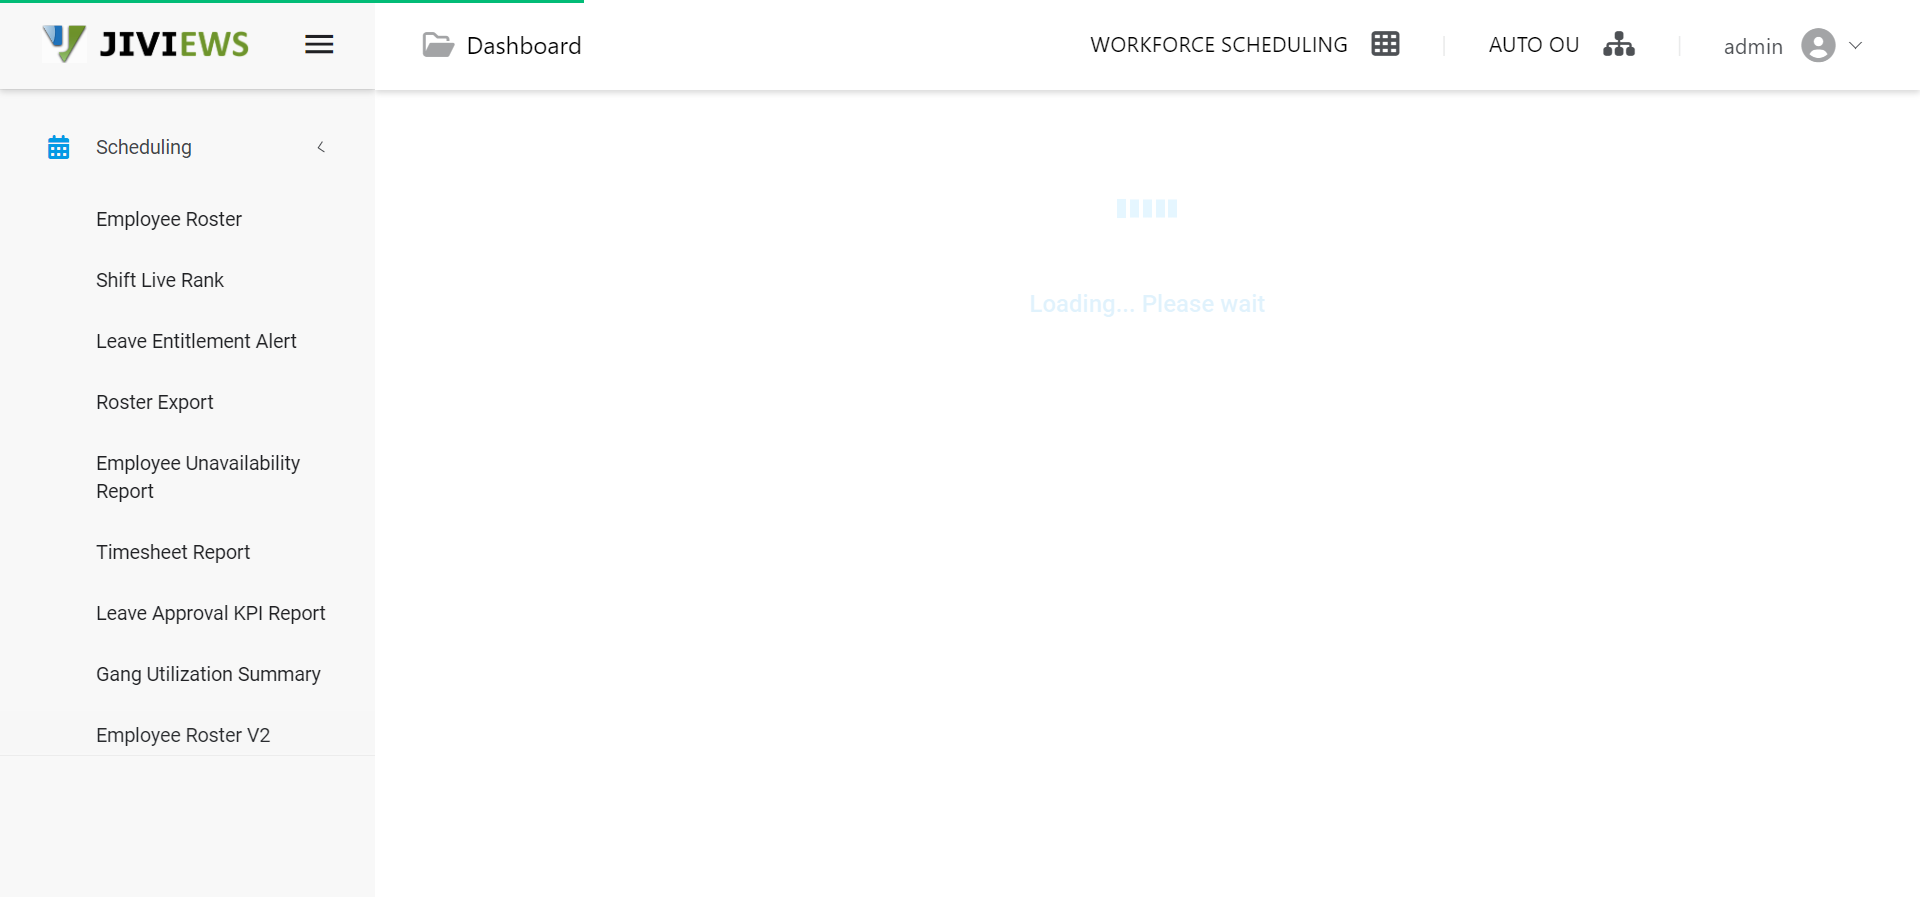 JIVIEWS
Dashboard
WORKFORCE SCHEDULING
AUTO OU
admin
Scheduling
Employee Roster
Shift Live Rank
Leave Entitlement Alert
Roster Export
Employee Unavailability
Report
Timesheet Report
Leave Approval KPI Report
Gang Utilization Summary
Employee Roster V2
Loading... Please wait